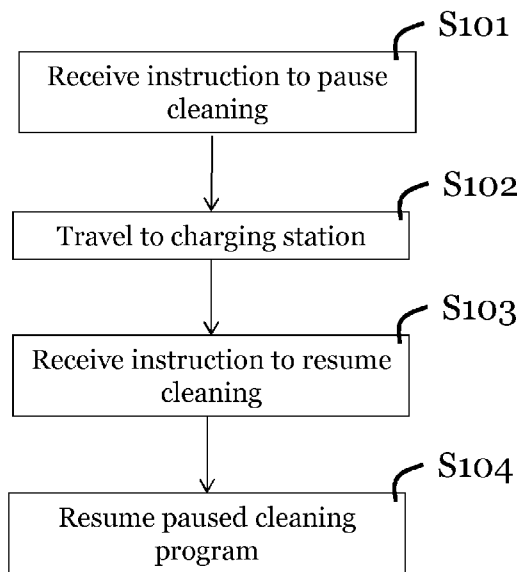 S101
Receive instruction to pause
cleaning
S102
Travel to charging station
S103
Receive instruction to resume
cleaning
S104
Resume paused cleaning
program